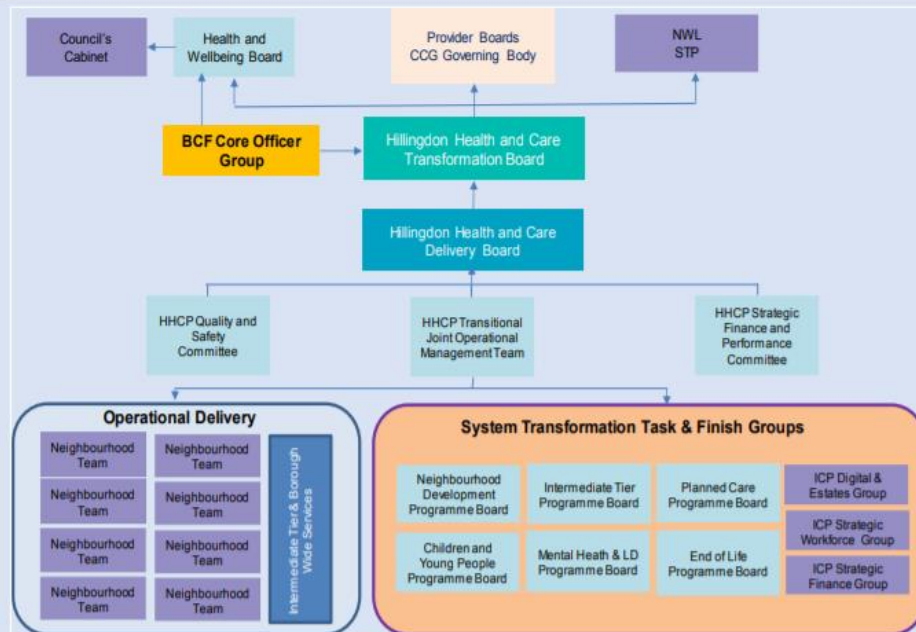 Council's
Cabinet
Health and
Wellbeing Board
Provider Boards
CCG Governing Body
NWL
STP
BCF Core Officer
Group
Hillingdon Health and Care
Transformation Board
Hillingdon Health and Care
Delivery Board
HHCP Quality and
Safety
Committee
HHCP Transitional
Joint Operational
Management Team
HHCP Strategic
Finance and
Performance
Committee
Operational Delivery
Neighbourhood
Team
Neighbourhood
Team
Neighbourhood
Team
Neighbourhood
Team
Neighbourhood
Team
Neighbourhood
Team
Neighbourhood
Team
Neighbourhood
Team
Intermediate Tier & Borough
Wide Services
System Transformation Task & Finish Groups
Neighbourhood
Development
Programme Board
Intermediate Tier
Programme Board
Planned Care
Programme Board
ICP Digital &
Estates Group
Children and
Young People
Programme Board
Mental Heath & LD
Programme Board
End of Life
Programme Board
ICP Strategic
Workforce Group
ICP Strategic
Finance Group